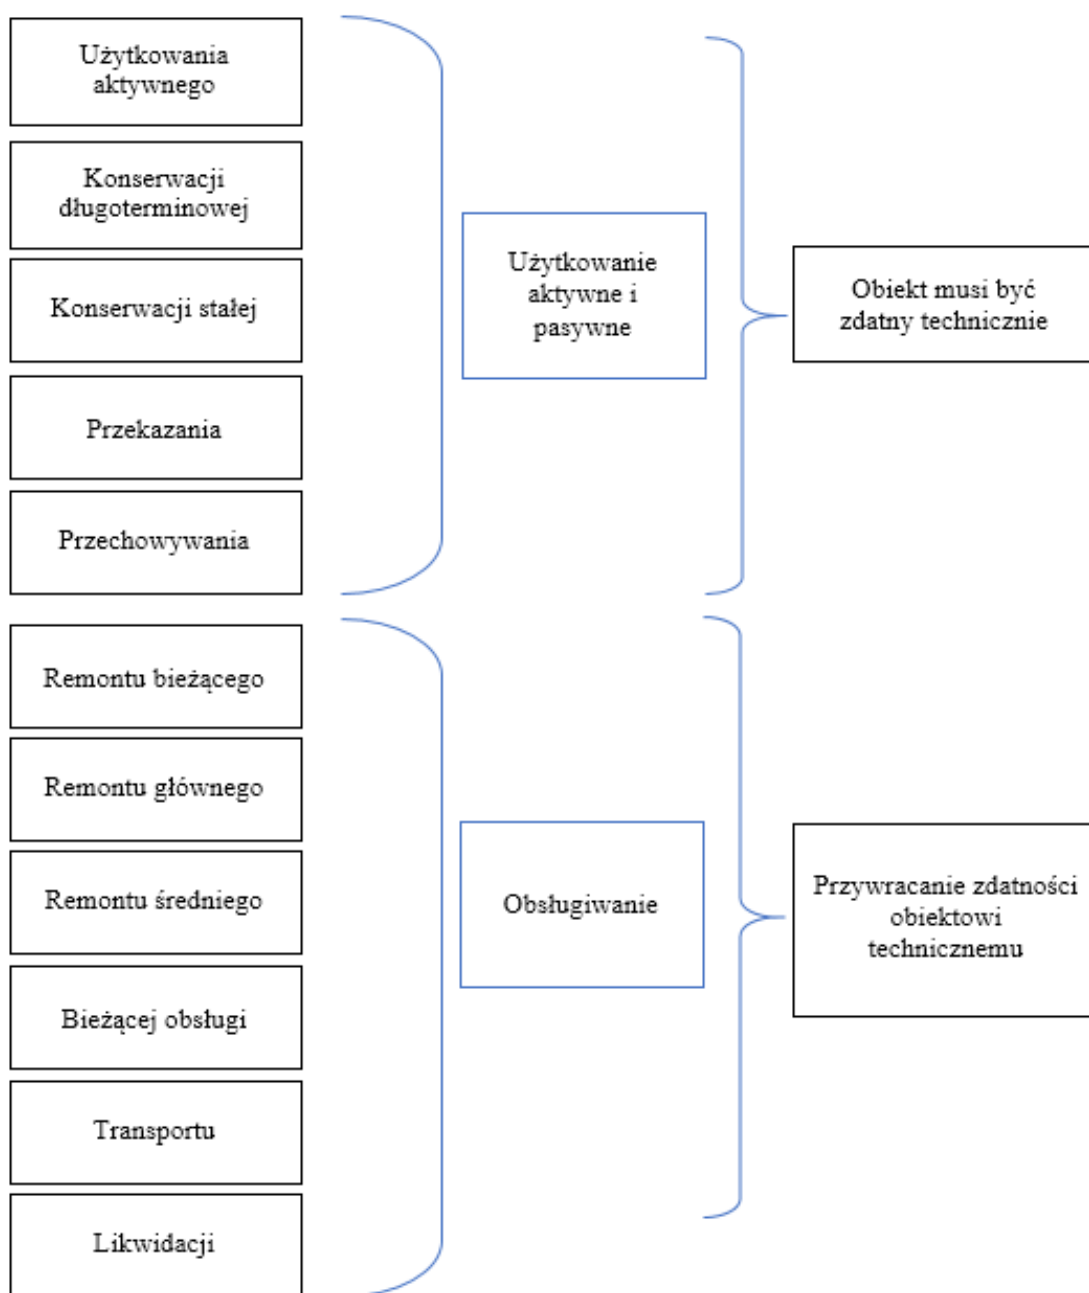 Użytkowania
aktywnego
Konserwacji
długoterminowej
Konserwacji stałej
Przekazania
Przechowywania
Użytkowanie
aktywne i
pasywne
Obiekt musi być
zdatny technicznie
Remontu bieżącego
Remontu głównego
Remontu średniego
Bieżącej obsługi
Transportu
Likwidacji
Obsługiwanie
Przywracanie zdatności
obiektowi
technicznemu